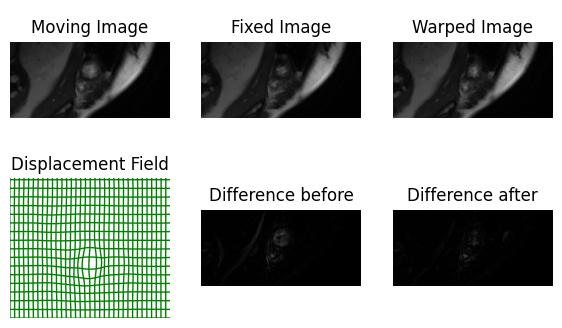 Moving Image
Fixed Image
Warped Image
Displacement Field
Difference before
Difference after